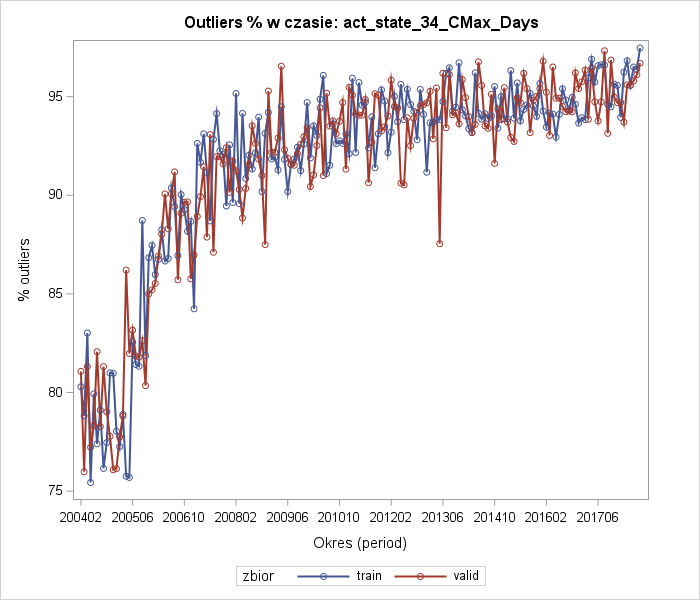 Outliers % w czasie: act_state_34_CMax_Days
% outliers
95
90
85
80
75
200402 200506 200610 200802 200906 201010 201202 201306 201410 201602 201706
Okres (period)
zbior train valid